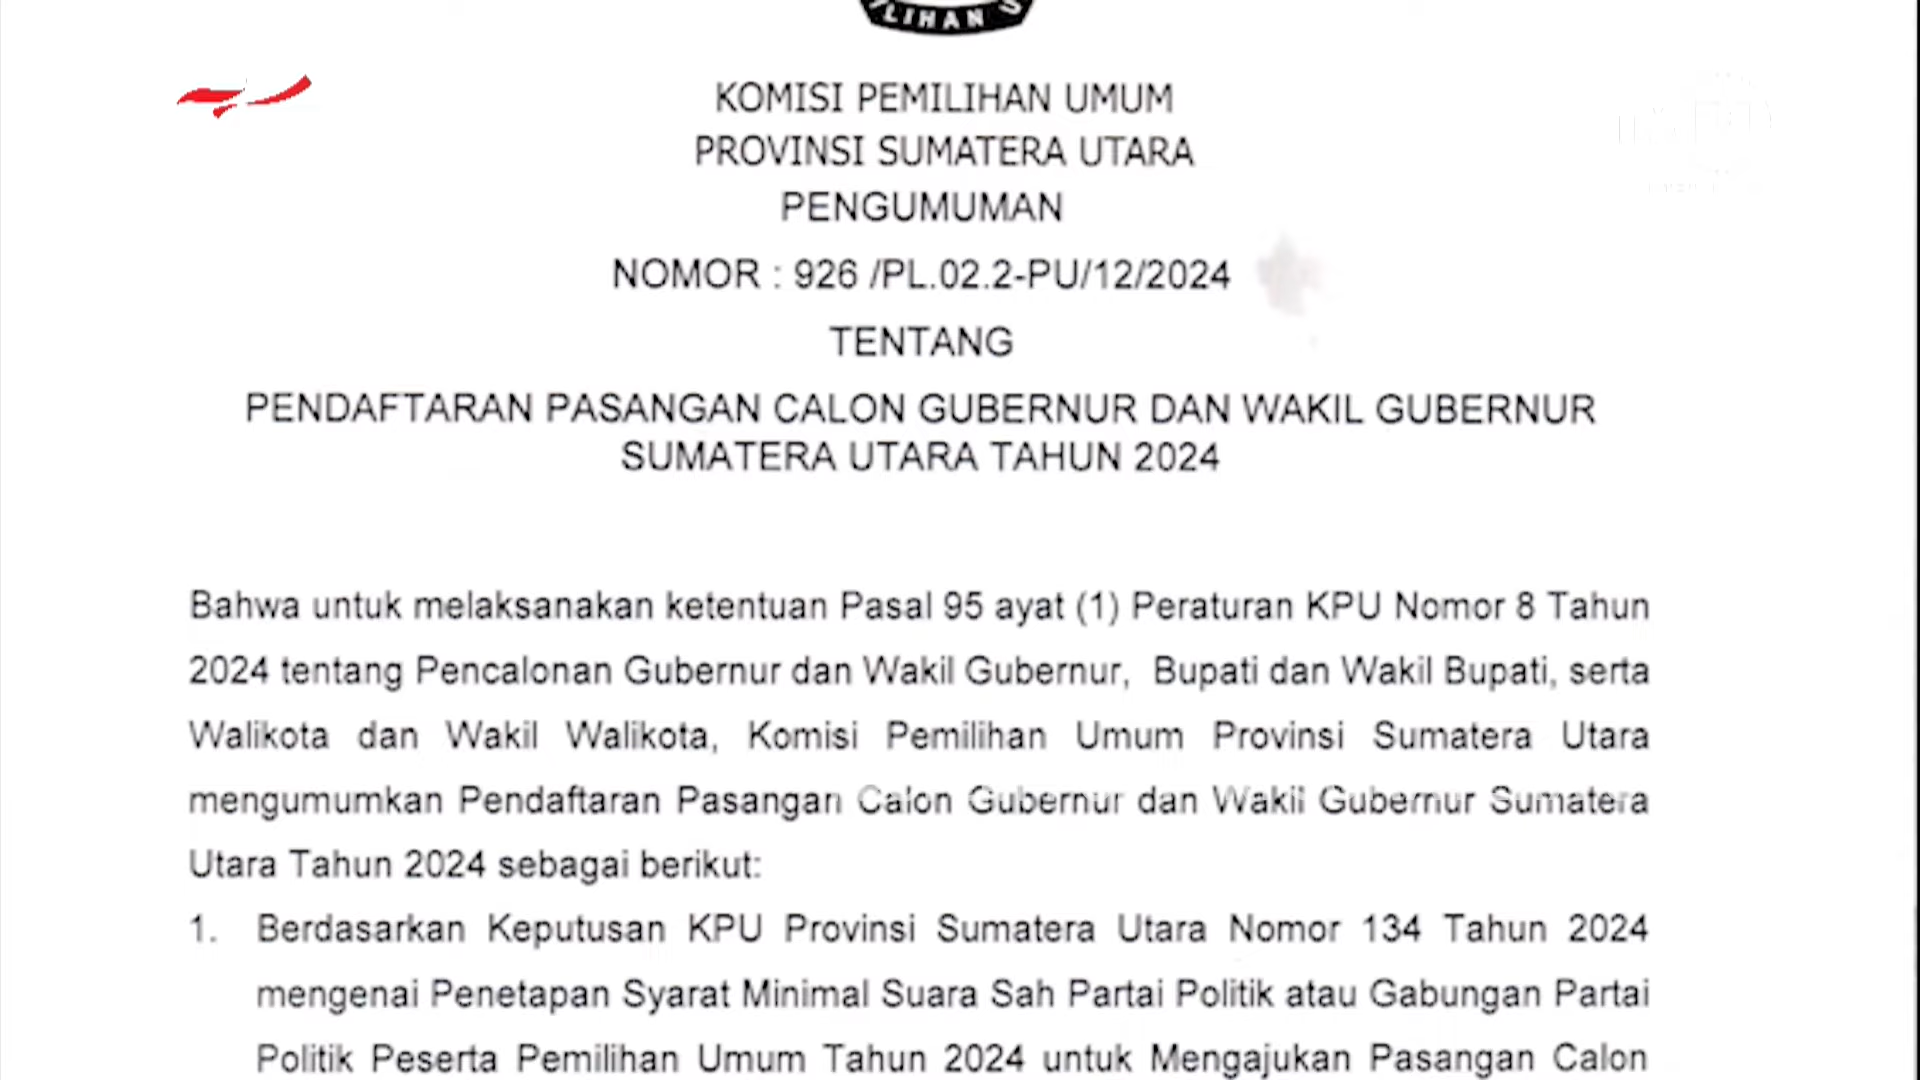 ILIHAN U
KOMISI PEMILIHAN UMUM
PROVINSI SUMATERA UTARA
PENGUMUMAN
NOMOR : 926 /PL.02.2-PU/12/2024
TENTANG
PENDAFTARAN PASANGAN CALON GUBERNUR DAN WAKIL GUBERNUR
SUMATERA UTARA TAHUN 2024
Bahwa untuk melaksanakan ketentuan Pasal 95 ayat (1) Peraturan KPU Nomor 8 Tahun
2024 tentang Pencalonan Gubernur dan Wakil Gubernur, Bupati dan Wakil Bupati, serta
Walikota dan Wakil Walikota, Komisi Pemilihan Umum Provinsi Sumatera Utara
mengumumkan Pendaftaran Pasangan Calon Gubernur dan Wakil Gubernur Sumatera
Utara Tahun 2024 sebagai berikut:
1. Berdasarkan Keputusan KPU Provinsi Sumatera Utara Nomor 134 Tahun 2024
mengenai Penetapan Syarat Minimal Suara Sah Partai Politik atau Gabungan Partai
Politik Peserta Pemilihan Umum Tahun 2024 untuk Mengajukan Pasangan Calon